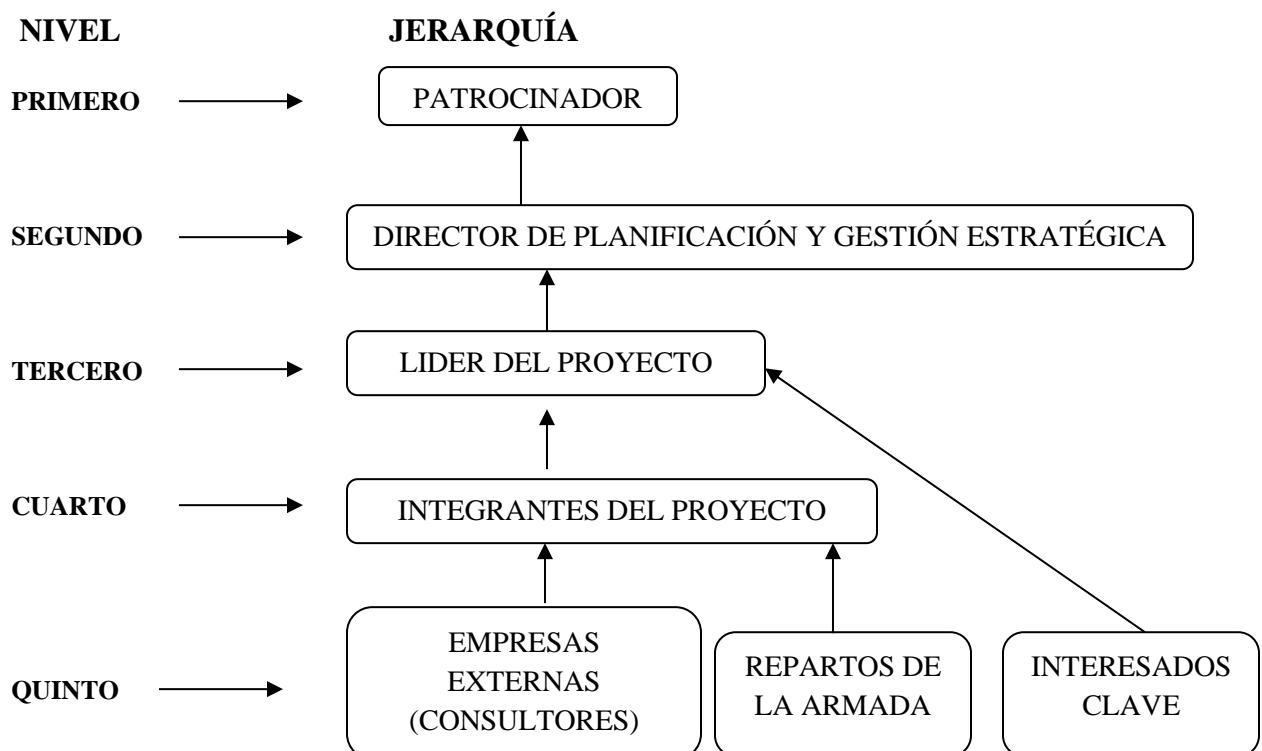 NIVEL JERARQUÍA
PRIMERO PATROCINADOR
SEGUNDO DIRECTOR DE PLANIFICACIÓN Y GESTIÓN ESTRATÉGICA
TERCERO LIDER DEL PROYECTO
CUARTO INTEGRANTES DEL PROYECTO
QUINTO
EMPRESAS
EXTERNAS
(CONSULTORES)
REPARTOS DE
LA ARMADA
INTERESADOS
CLAVE